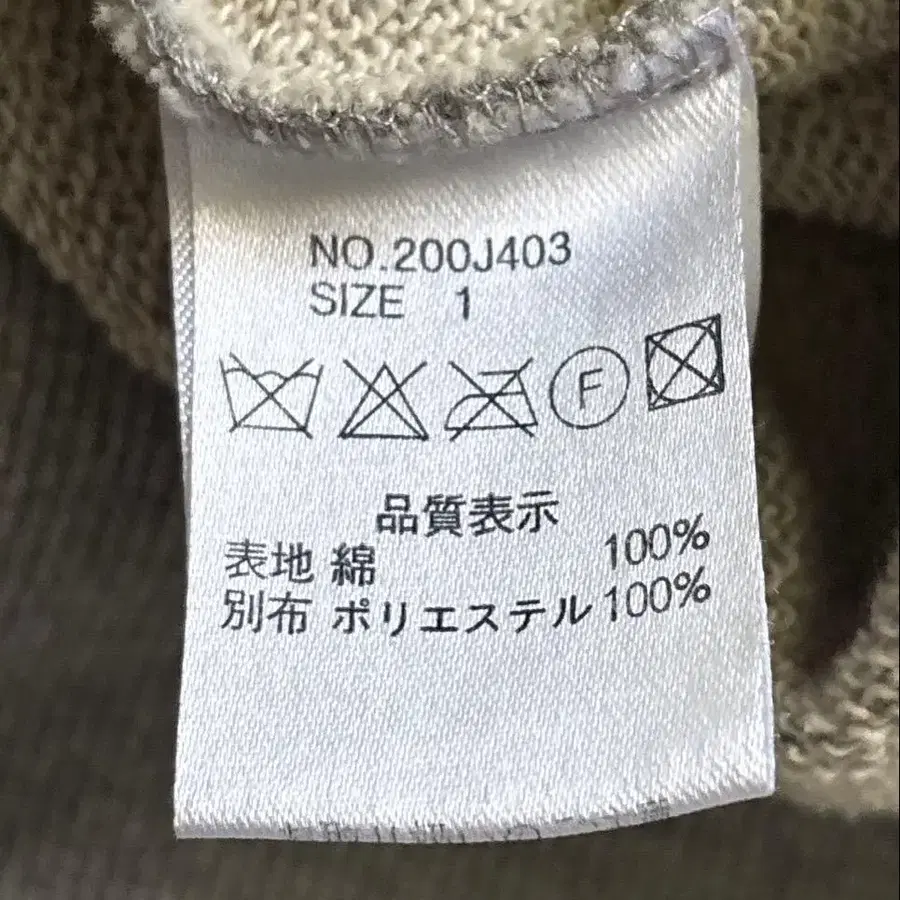 NO.200J403
SIZE 1
F
品質表示
表地 綿 100%
別布 ポリエステル 100%